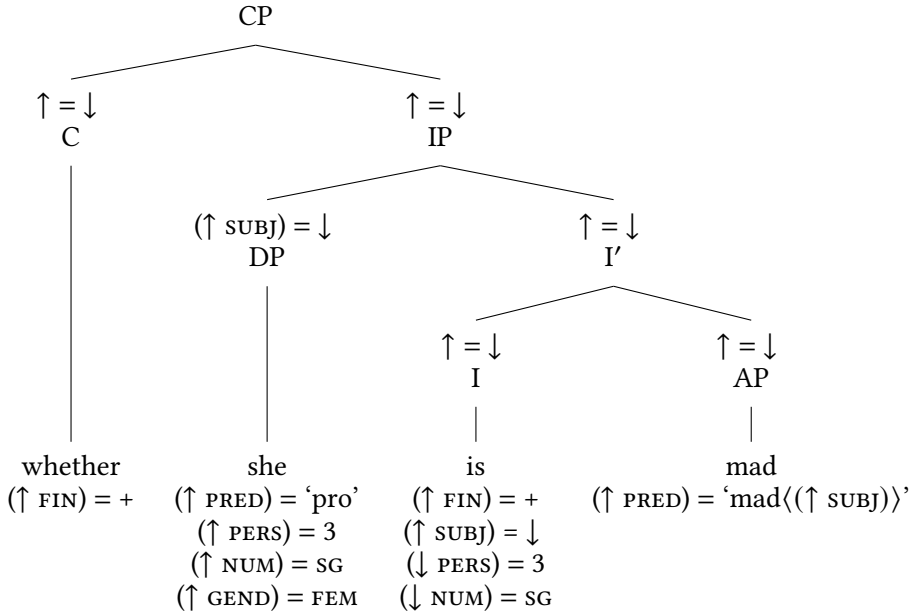 CP
↑ = ↓ ↑ = ↓
C IP
(↑ SUBJ) = ↓ ↑ = ↓
DP I′
↑ = ↓ ↑ = ↓
I AP
whether she is mad
(↑ FIN) = + (↑ PRED) = ‘pro’ (↑ FIN) = + (↑ PRED) = ‘mad⟨(↑ SUBJ)⟩’
(↑ PERS) = 3 (↑ SUBJ) = ↓
(↑ NUM) = SG (↓ PERS) = 3
(↑ GEND) = FEM (↓ NUM) = SG